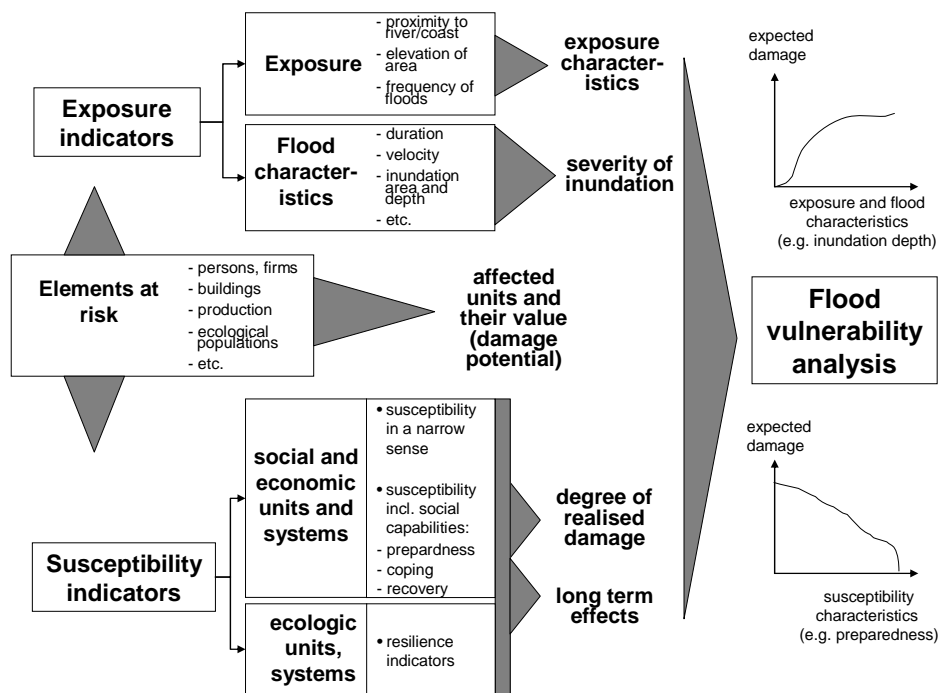 Exposure
indicators
Exposure
- proximity to
river/coast
- elevation of
area
- frequency of
floods
exposure
character-
istics
Flood
character-
istics
- duration
- velocity
- inundation
area and
depth
- etc.
severity of
inundation
Elements at
risk
- persons, firms
- buildings
- production
- ecological
populations
- etc.
affected
units and
their value
(damage
potential)
Susceptibility
indicators
social and
economic
units and
systems
• susceptibility
in a narrow
sense
• susceptibility
incl. social
capabilities:
- prepardness
- coping
- recovery
ecologic
units,
systems
• resilience
indicators
degree of
realised
damage
long term
effects
expected
damage
exposure and flood
characteristics
(e.g. inundation depth)
Flood
vulnerability
analysis
expected
damage
susceptibility
characteristics
(e.g. preparedness)